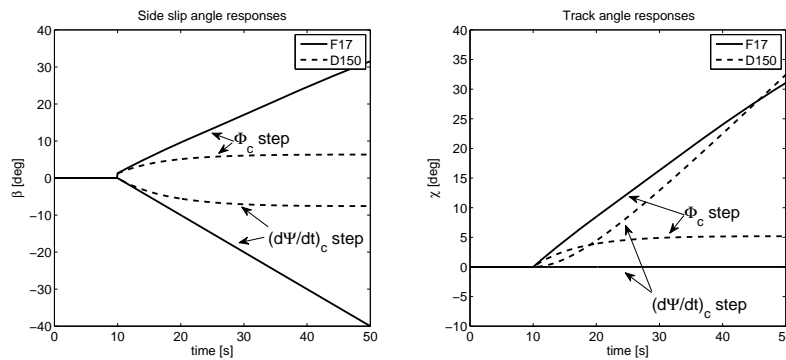 Side slip angle responses
40
30
20
10
0
−10
−20
−30
−40
0
10
20
30
40
50
β [deg]
time [s]
F17
D150
Φc step
(dΨ/dt)c step
Track angle responses
40
35
30
25
20
15
10
5
0
−5
−10
0
10
20
30
40
50
χ [deg]
time [s]
F17
D150
Φc step
(dΨ/dt)c step